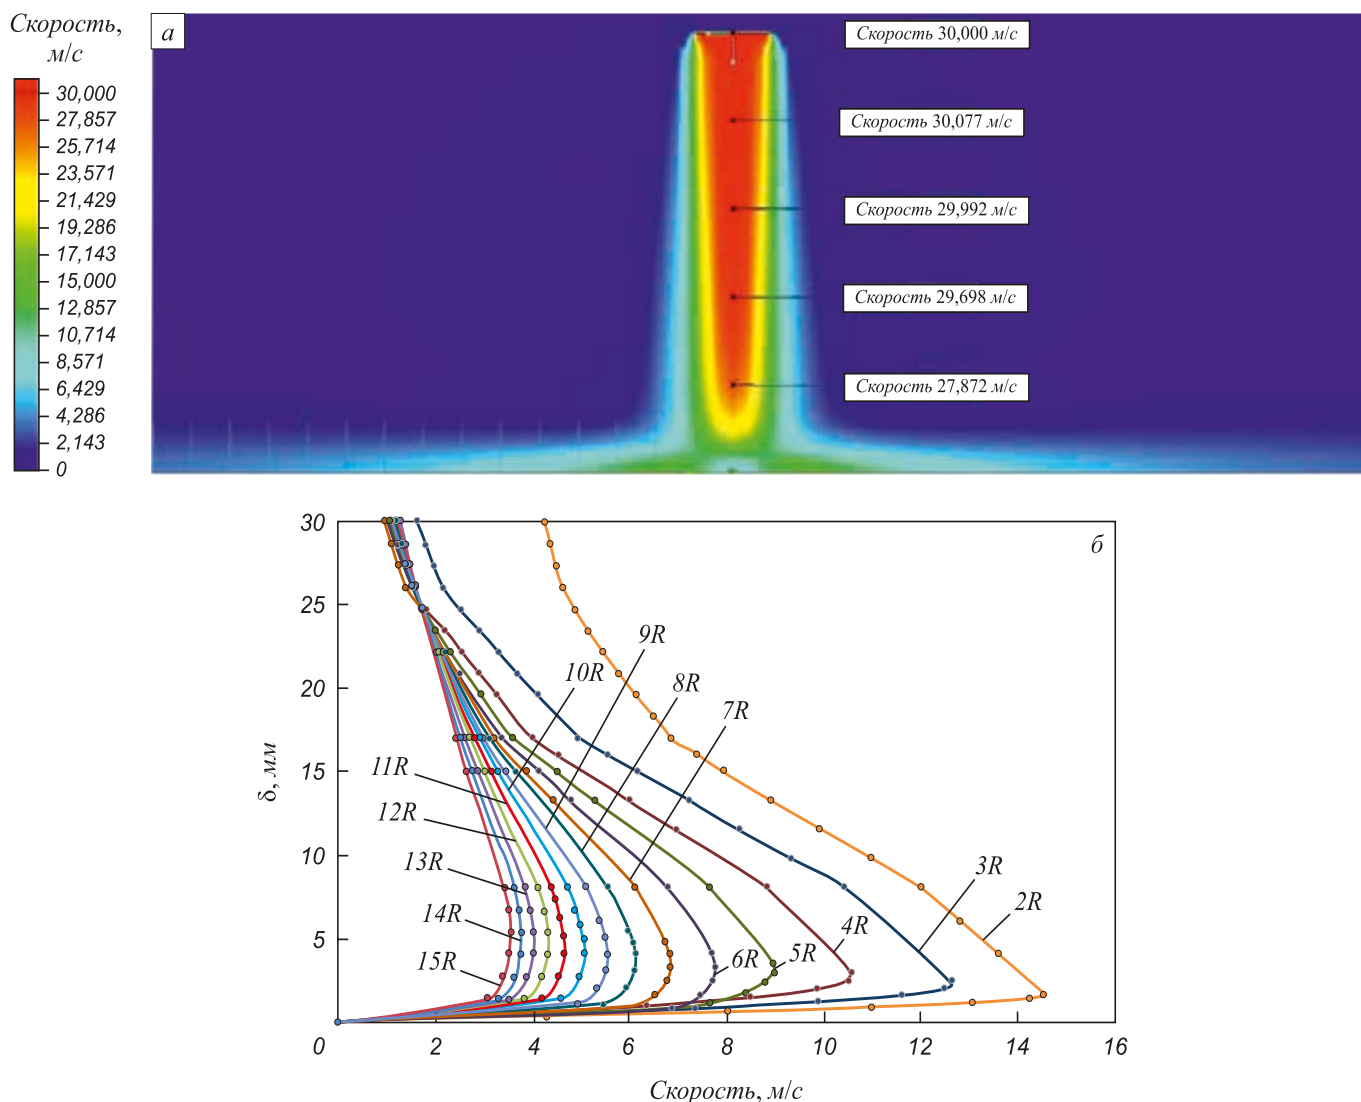 Скорость,
м/с
30,000
27,857
25,714
23,571
21,429
19,286
17,143
15,000
12,857
10,714
8,571
6,429
4,286
2,143
0
а
Скорость 30,000 м/с
Скорость 30,077 м/с
Скорость 29,992 м/с
Скорость 29,698 м/с
Скорость 27,872 м/с
б
30
25
20
15
10
5
δ, мм
9R
10R
8R
7R
11R
12R
13R
14R
15R
6R
5R
4R
3R
2R
0 2 4 6 8 10 12 14 16
Скорость, м/с